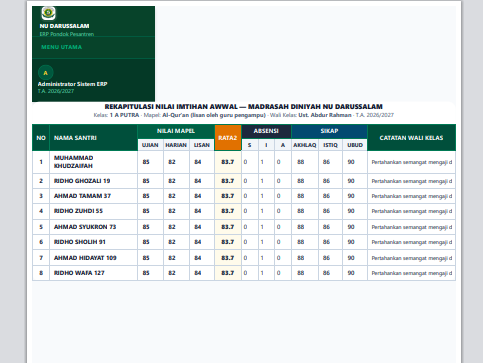 NU DARUSSALAM
ERP Pondok Pesantren
MENU UTAMA
A
Administrator Sistem ERP
T.A. 2026/2027
REKAPITULASI NILAI IMTIHAN AWWAL — MADRASAH DINIYAH NU DARUSSALAM
Kelas: 1 A PUTRA · Mapel: Al-Qur'an (lisan oleh guru pengampu) · Wali Kelas: Ust. Abdur Rahman · T.A. 2026/2027
NO NAMA SANTRI NILAI MAPEL RATA2 ABSENSI SIKAP CATATAN WALI KELAS
UJIAN HARIAN LISAN S I A AKHLAQ ISTIQ UBUD
1 MUHAMMAD KHUDZAIFAH 85 82 84 83.7 0 1 0 88 86 90 Pertahankan semangat mengaji d
2 RIDHO GHOZALI 19 85 82 84 83.7 0 1 0 88 86 90 Pertahankan semangat mengaji d
3 AHMAD TAMAM 37 85 82 84 83.7 0 1 0 88 86 90 Pertahankan semangat mengaji d
4 RIDHO ZUHDI 55 85 82 84 83.7 0 1 0 88 86 90 Pertahankan semangat mengaji d
5 AHMAD SYUKRON 73 85 82 84 83.7 0 1 0 88 86 90 Pertahankan semangat mengaji d
6 RIDHO SHOLIH 91 85 82 84 83.7 0 1 0 88 86 90 Pertahankan semangat mengaji d
7 AHMAD HIDAYAT 109 85 82 84 83.7 0 1 0 88 86 90 Pertahankan semangat mengaji d
8 RIDHO WAFA 127 85 82 84 83.7 0 1 0 88 86 90 Pertahankan semangat mengaji d